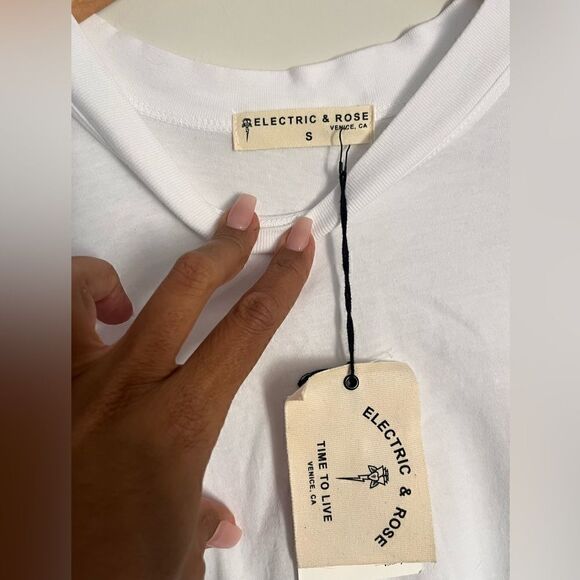 ELECTRIC & ROSE
VENICE, CA
S
ELECTRIC & ROSE
TIME TO LIVE
VENICE, CA